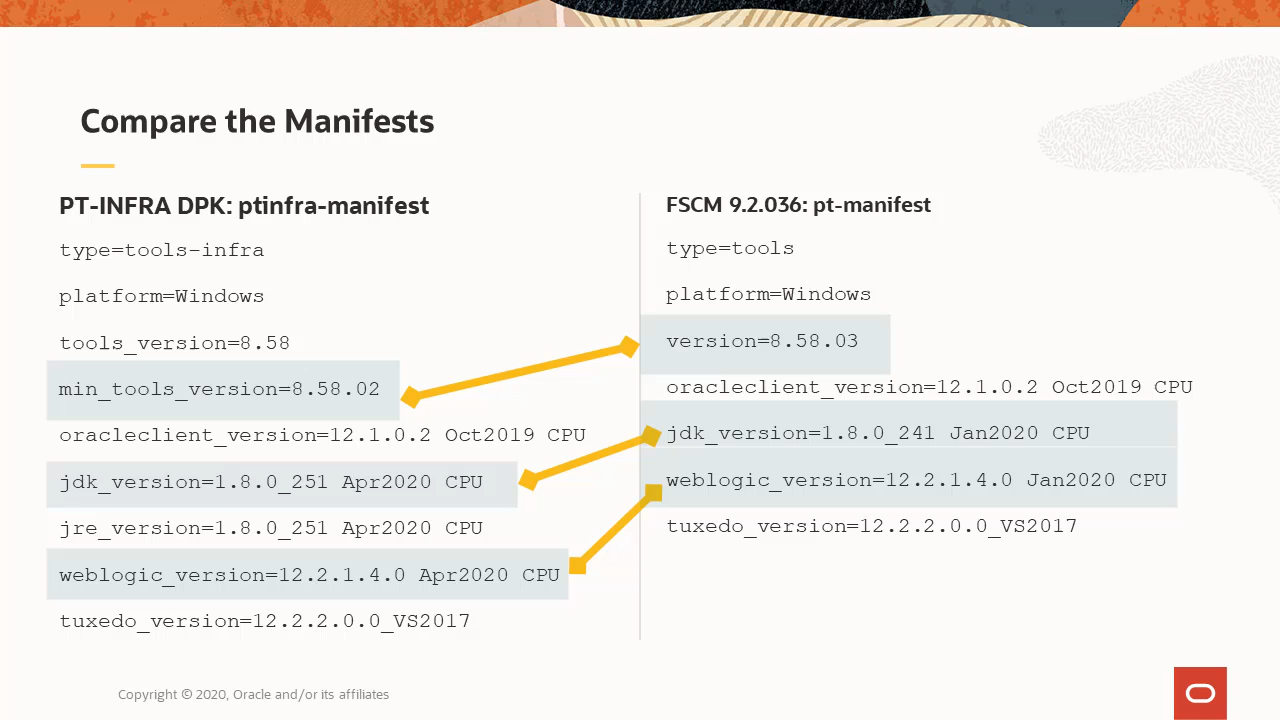 Compare the Manifests
PT-INFRA DPK: ptinfra-manifest
type=tools-infra
platform=Windows
tools_version=8.58
min_tools_version=8.58.02
oracleclient_version=12.1.0.2 Oct2019 CPU
jdk_version=1.8.0_251 Apr2020 CPU
jre_version=1.8.0_251 Apr2020 CPU
weblogic_version=12.2.1.4.0 Apr2020 CPU
tuxedo_version=12.2.2.0.0_VS2017
FSCM 9.2.036: pt-manifest
type=tools
platform=Windows
version=8.58.03
oracleclient_version=12.1.0.2 Oct2019 CPU
jdk_version=1.8.0_241 Jan2020 CPU
weblogic_version=12.2.1.4.0 Jan2020 CPU
tuxedo_version=12.2.2.0.0_VS2017
Copyright © 2020, Oracle and/or its affiliates